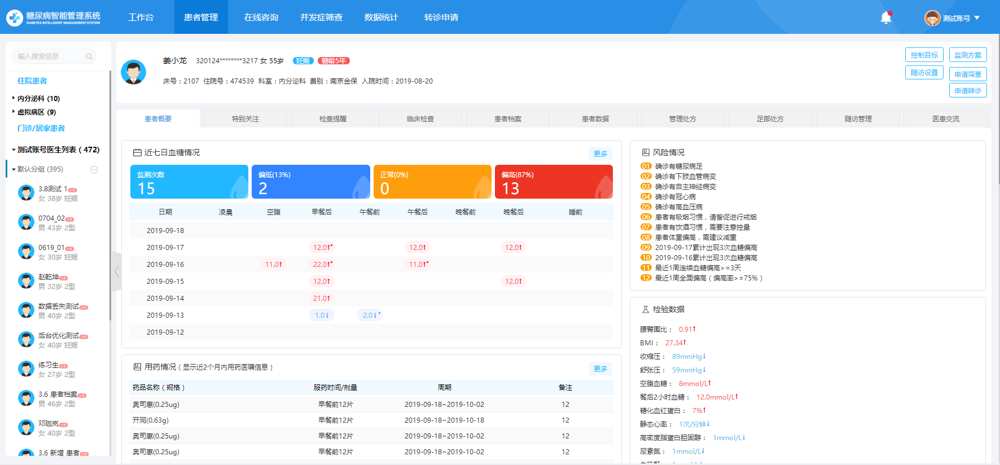 糖尿病智能管理系统
DIABETES INTELLIGENT MANAGEMENT SYSTEM
工作台 患者管理 在线咨询 并发症筛查 数据统计 转诊申请
测试账号
输入搜索信息
住院患者
内分泌科 (10)
虚拟病区 (9)
门诊/居家患者
测试账号医生列表 ( 472)
默认分组 (395)
3.8测试 1
女 38岁 妊娠
0704_02
男 43岁 2型
0619_01
女 30岁 妊娠
赵乾坤
男 32岁 2型
数据丢失测试
男 40岁 2型
后台优化测试
女 40岁 妊娠
练习生
女 27岁 2型
3.6 患者档案
男 46岁 2型
邓珈岚
女 40岁 2型
3.6 新增 患者
姜小龙 320124********3217 女 55岁 妊娠 糖龄5年
床号：2107 住院号：474539 科室：内分泌科 费别：南京金保 入院时间：2019-08-20
控制目标 监测方案
随访设置 申请筛查
申请转诊
患者概要 特别关注 检查提醒 临床检查 患者档案 患者数据 管理处方 足部处方 随访管理 医患交流
近七日血糖情况
更多
监测次数
15
偏低(13%)
2
正常(0%)
0
偏高(87%)
13
日期 凌晨 空腹 早餐后 午餐前 午餐后 晚餐前 晚餐后 睡前
2019-09-18
2019-09-17 12.0↑ 12.0↑ 12.0↑
2019-09-16 11.0↑ 22.0↑ 11.0↑
2019-09-15 12.0↑ 12.0↑
2019-09-14 21.0↑
2019-09-13 1.0↓ 2.0↓
2019-09-12
用药情况 ( 显示近2个月内用药医嘱信息 )
更多
药品名称 ( 规格 ) 服药时间/剂量 周期 备注
奥司惠(0.25ug) 早餐前12片 2019-09-18~2019-10-02 12
开同(0.63g) 早餐前12片 2019-09-18~2019-10-18 12
奥司惠(0.25ug) 早餐前12片 2019-09-18~2019-10-02 12
奥司惠(0.25ug) 早餐前12片 2019-09-18~2019-10-02 12
风险情况
01 确诊有糖尿病足
02 确诊有下肢血管病变
03 确诊有自主神经病变
04 确诊有冠心病
05 确诊有高血压病
06 患者有吸烟习惯，请督促进行戒烟
07 患者有饮酒习惯，需要注意控量
08 患者体重偏高，需建议减重
09 2019-09-17累计出现3次血糖偏高
10 2019-09-16累计出现3次血糖偏高
11 最近1周连续血糖偏高>=3天
12 最近1周全面偏高 ( 偏高率>=75% )
检验数据
腰臀围比： 0.91↑
BMI： 27.34↑
收缩压： 89mmHg↓
舒张压： 59mmHg↓
空腹血糖： 8mmol/L↑
餐后2小时血糖： 12.0mmol/L↑
糖化血红蛋白： 7%↑
静态心率： 1次/分钟↓
高密度脂蛋白胆固醇： 1mmol/L↓
尿素氮： 1mmol/L↓